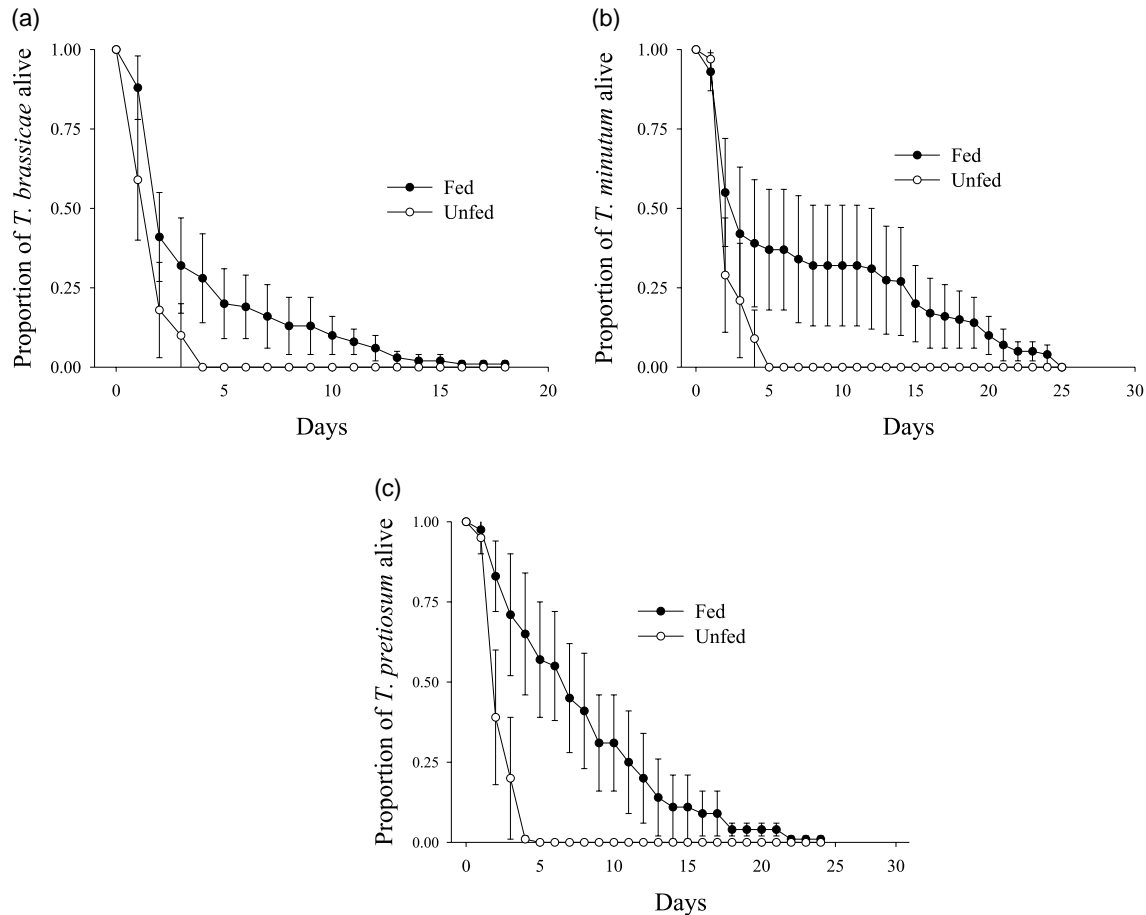 (a)
1.00
0.75
0.50
0.25
0.00
Proportion of T. brassicae alive
Fed
Unfed
0 5 10 15 20
Days
(b)
1.00
0.75
0.50
0.25
0.00
Proportion of T. minutum alive
Fed
Unfed
0 5 10 15 20 25 30
Days
(c)
1.00
0.75
0.50
0.25
0.00
Proportion of T. pretiosum alive
Fed
Unfed
0 5 10 15 20 25 30
Days